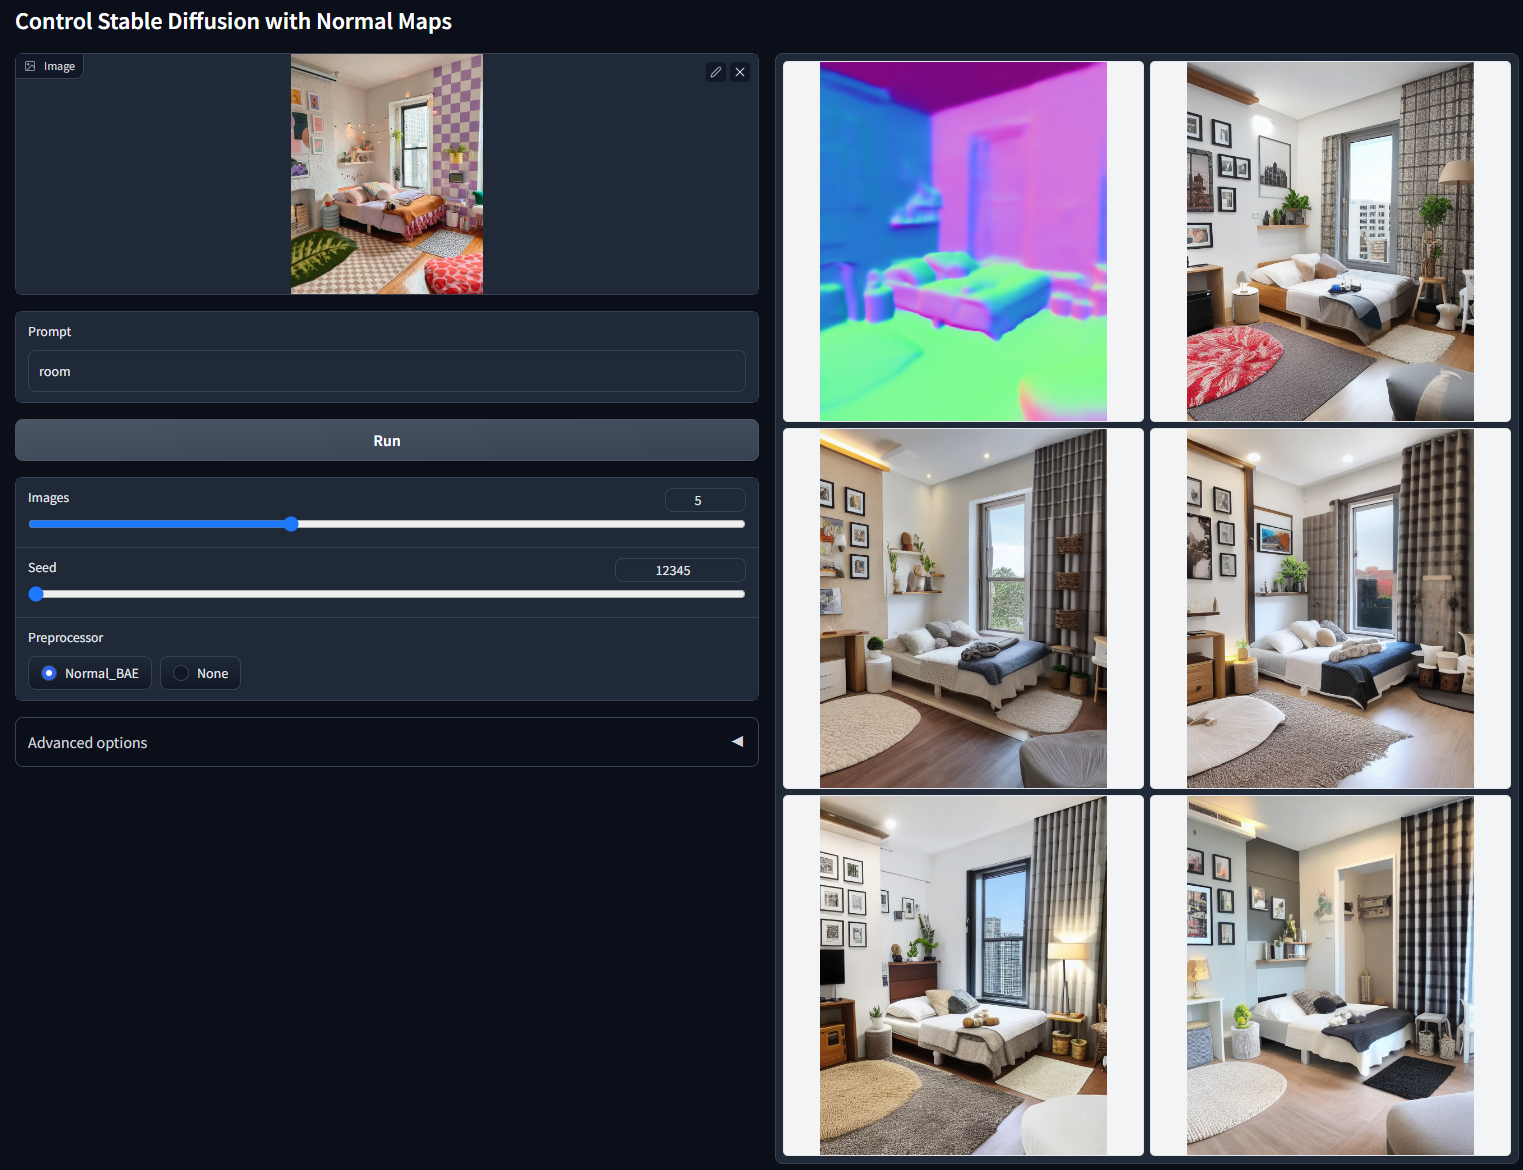 Control Stable Diffusion with Normal Maps
Image
Prompt
room
Run
Images
5
Seed
12345
Preprocessor
Normal_BAE
None
Advanced options